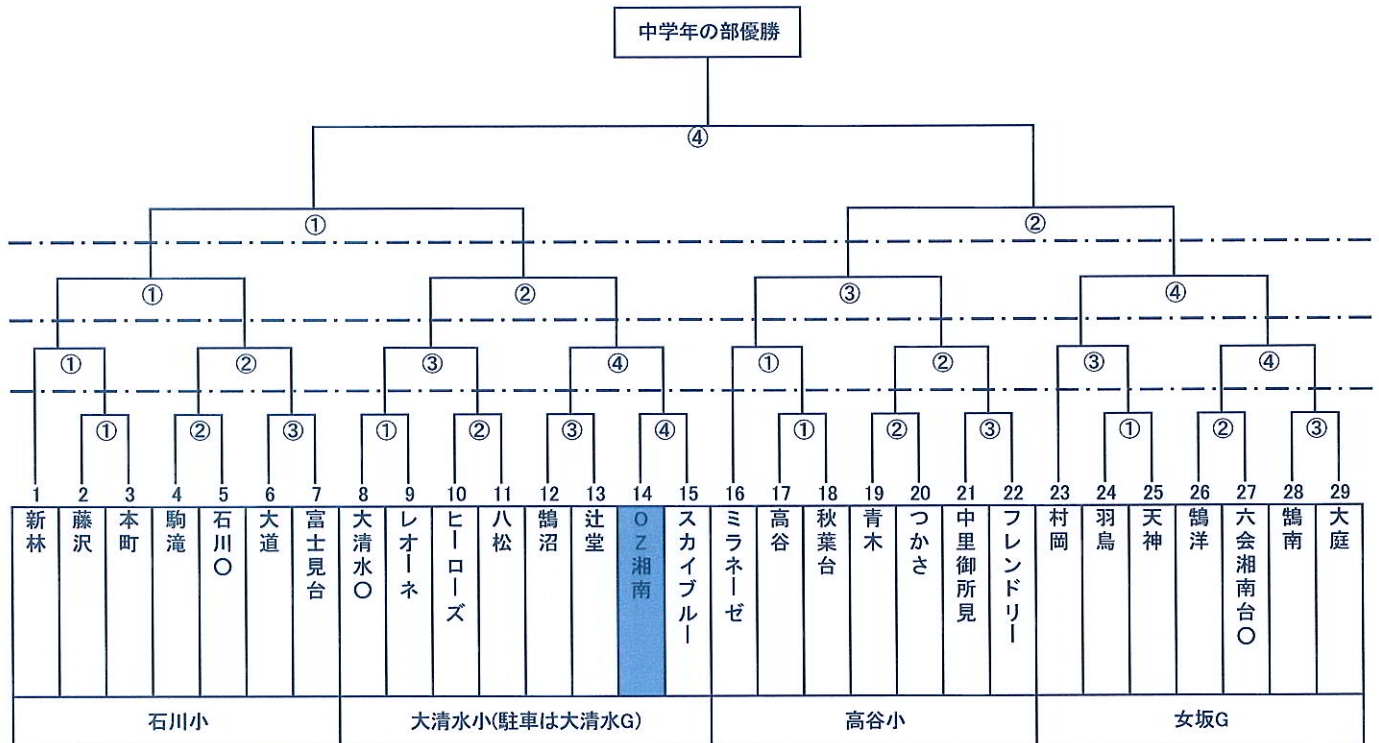 中学年の部優勝
④
① ②
① ② ③ ④
① ② ③ ④ ① ② ③ ④
① ② ③ ① ② ③ ④ ① ② ③ ① ② ③
1 2 3 4 5 6 7 8 9 10 11 12 13 14 15 16 17 18 19 20 21 22 23 24 25 26 27 28 29
新林
藤沢
本町
駒滝
石川〇
大道
富士見台
大清水〇
レオーネ
ヒーローズ
八松
鵠沼
辻堂
OZ湘南
スカイブルー
ミラネーゼ
高谷
秋葉台
青木
つかさ
中里御所見
フレンドリー
村岡
羽鳥
天神
鵠洋
六会湘南台〇
鵠南
大庭
石川小 大清水小(駐車は大清水G) 高谷小 女坂G